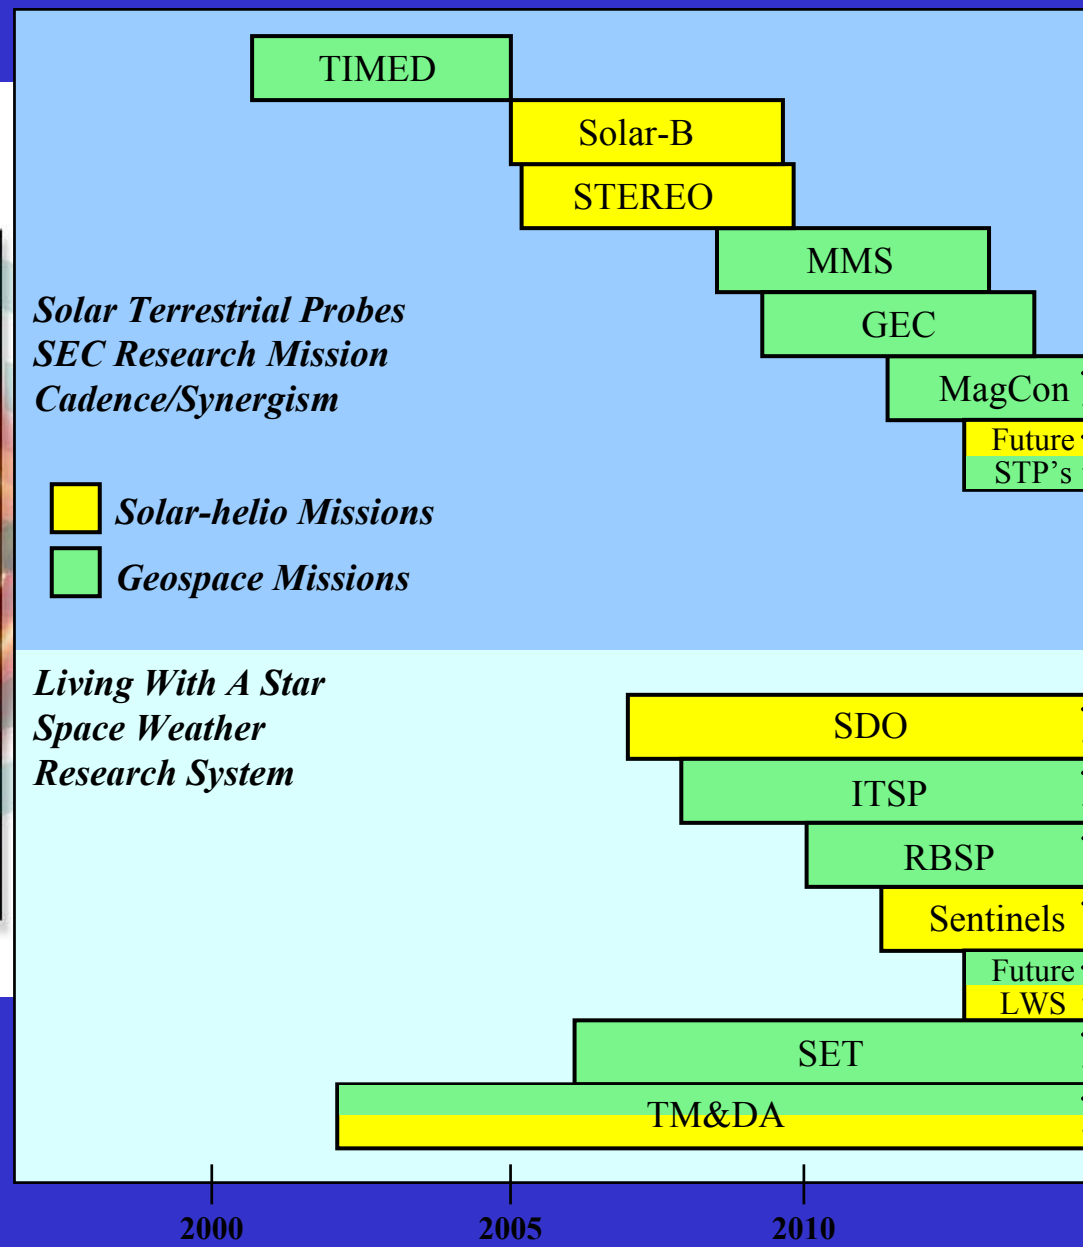 TIMED
Solar-B
STEREO
MMS
GEC
MagCon
Future
STP's
Solar Terrestrial Probes
SEC Research Mission
Cadence/Synergism
Solar-helio Missions
Geospace Missions
Living With A Star
Space Weather
Research System
SDO
ITSP
RBSP
Sentinels
Future
LWS
SET
TM&DA
2000 2005 2010